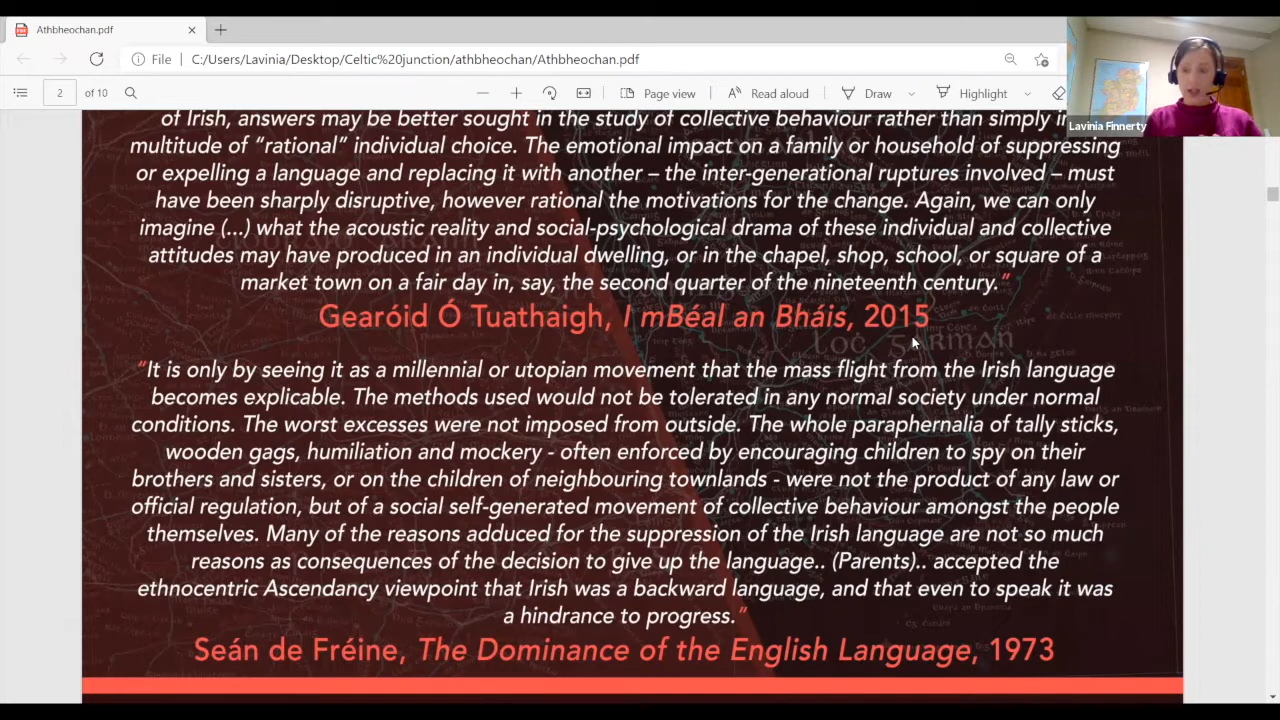 Athbheochan.pdf
File
C:/Users/Lavinia/Desktop/Celtic%20junction/athbheochan/Athbheochan.pdf
2 of 10
Page view
Read aloud
Draw
Highlight
Lavinia Finnerty
of Irish, answers may be better sought in the study of collective behaviour rather than simply in
multitude of “rational” individual choice. The emotional impact on a family or household of suppressing
or expelling a language and replacing it with another – the inter-generational ruptures involved – must
have been sharply disruptive, however rational the motivations for the change. Again, we can only
imagine (...) what the acoustic reality and social-psychological drama of these individual and collective
attitudes may have produced in an individual dwelling, or in the chapel, shop, school, or square of a
market town on a fair day in, say, the second quarter of the nineteenth century.”
Gearóid Ó Tuathaigh, I mBéal an Bháis, 2015
Loc Garman
“It is only by seeing it as a millennial or utopian movement that the mass flight from the Irish language
becomes explicable. The methods used would not be tolerated in any normal society under normal
conditions. The worst excesses were not imposed from outside. The whole paraphernalia of tally sticks,
wooden gags, humiliation and mockery - often enforced by encouraging children to spy on their
brothers and sisters, or on the children of neighbouring townlands - were not the product of any law or
official regulation, but of a social self-generated movement of collective behaviour amongst the people
themselves. Many of the reasons adduced for the suppression of the Irish language are not so much
reasons as consequences of the decision to give up the language.. (Parents).. accepted the
ethnocentric Ascendancy viewpoint that Irish was a backward language, and that even to speak it was
a hindrance to progress.”
Seán de Fréine, The Dominance of the English Language, 1973